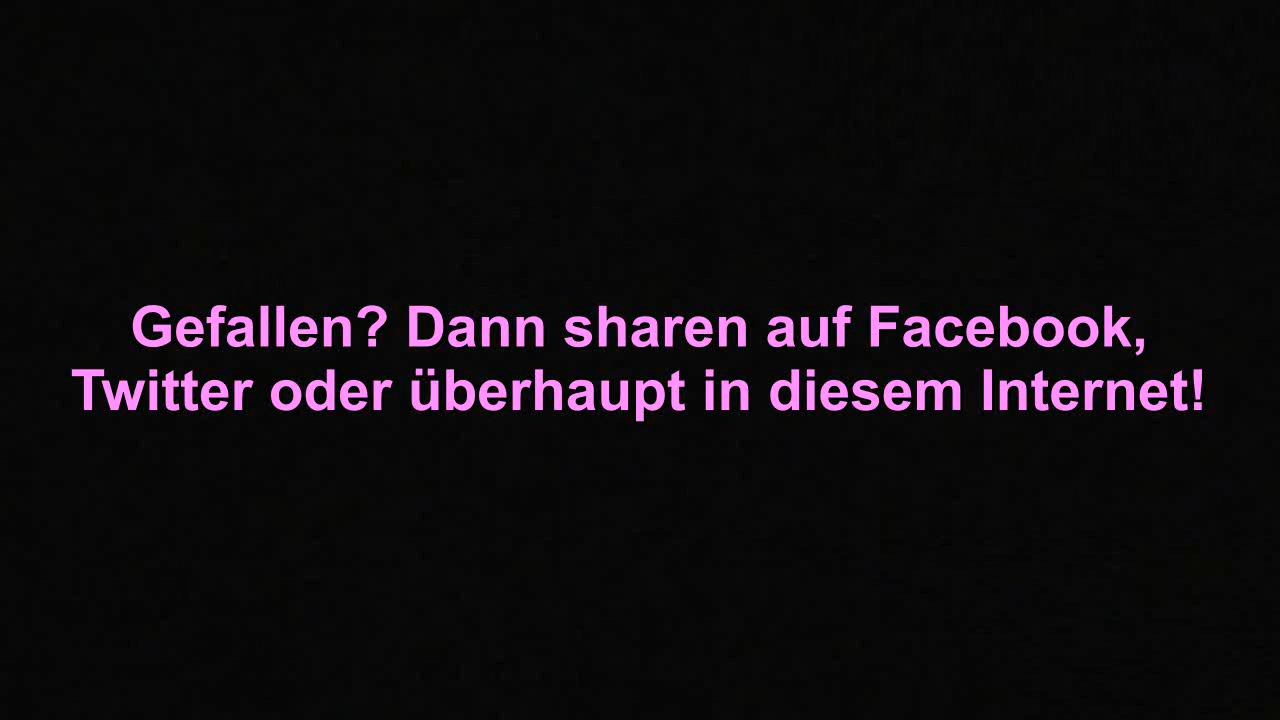 Gefallen? Dann sharen auf Facebook,
Twitter oder überhaupt in diesem Internet!